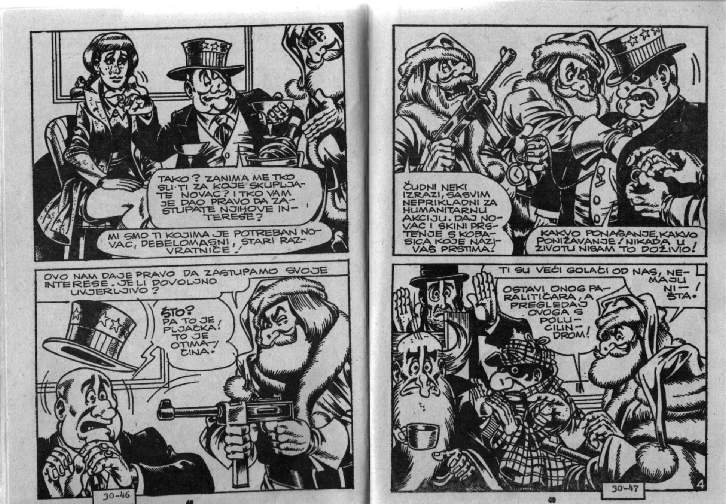 TAKO? ZANIMA ME TKO
SU TI ZA KOJE SKUPLJA-
TE NOVAC? I TKO VAM
JE DAO PRAVO DA ZA-
STUPATE NJIHOVE IN-
TERESE?
MI SMO TI KOJIMA JE POTREBAN NO-
VAC, DEBELOMASNI, STARI RAZ-
VRATNIČE!
OVO NAM DAJE PRAVO DA ZASTUPAMO SVOJE
INTERESE. JE LI DOVOLJNO
UVJERLJIVO?
ŠTO?
PA TO JE
PLJAČKA!
TO JE
OTIMA-
ČINA.
30-46
ČUDNI NEKI
IZRAZI, SASVIM
NEPRIKLADNI ZA
HUMANITARNU
AKCIJU. DAJ NO-
VAC I SKINI PRS-
TENJE S KOBA-
SICA KOJE NAZI-
VAŠ PRSTIMA!
KAKVO PONAŠANJE, KAKVO
PONIŽAVANJE! NIKADA U
ŽIVOTU NISAM TO DOŽIVIO!
TI SU VEĆI GOLAĆI OD NAS, NE-
MAJU
NI-
ŠTA!
OSTAVI ONOG PA-
RALITIČARA, A
PREGLEDAJ
OVOGA S
POLU-
CILIN-
DROM!
4
30-47